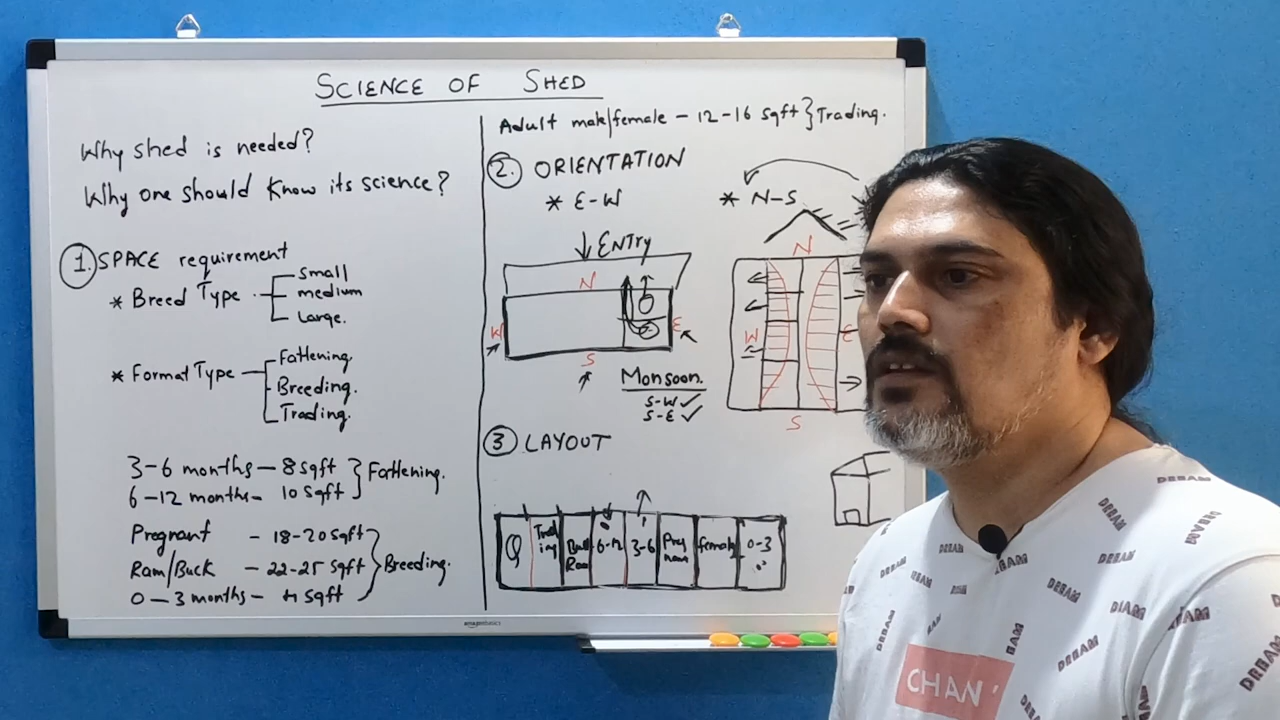 SCIENCE OF SHED
Why shed is needed?
Why one should know its science?
1. SPACE requirement
* Breed Type
Small
medium
Large.
* Format Type
Fattening
Breeding.
Trading.
3-6 months - 8 sqft
6-12 months - 10 sqft
Fattening.
Pregnant - 18-20 sqft
Ram/Buck - 22-25 sqft
0-3 months - 4 sqft
Breeding.
Adult male/female - 12-16 sqft } Trading.
2. ORIENTATION
* E-W
* N-S
Entry
N
W
E
S
N
W
E
S
Monsoon.
S-W ✓
S-E ✓
3 LAYOUT
Q
Trading
6-12
3-6
female
0-3
amazonbasics
DREAM
CHAN